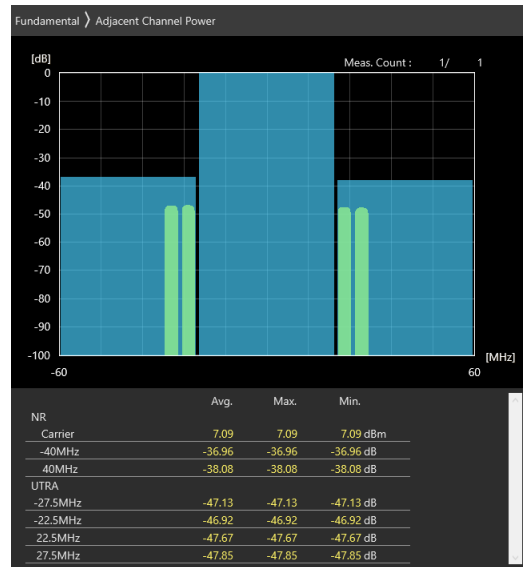 Fundamental 〉 Adjacent Channel Power
[dB]
Meas. Count : 1/ 1
0
-10
-20
-30
-40
-50
-60
-70
-80
-90
-100
[MHz]
-60 60
Avg. Max. Min.
NR
Carrier 7.09 7.09 7.09 dBm
-40MHz -36.96 -36.96 -36.96 dB
40MHz -38.08 -38.08 -38.08 dB
UTRA
-27.5MHz -47.13 -47.13 -47.13 dB
-22.5MHz -46.92 -46.92 -46.92 dB
22.5MHz -47.67 -47.67 -47.67 dB
27.5MHz -47.85 -47.85 -47.85 dB